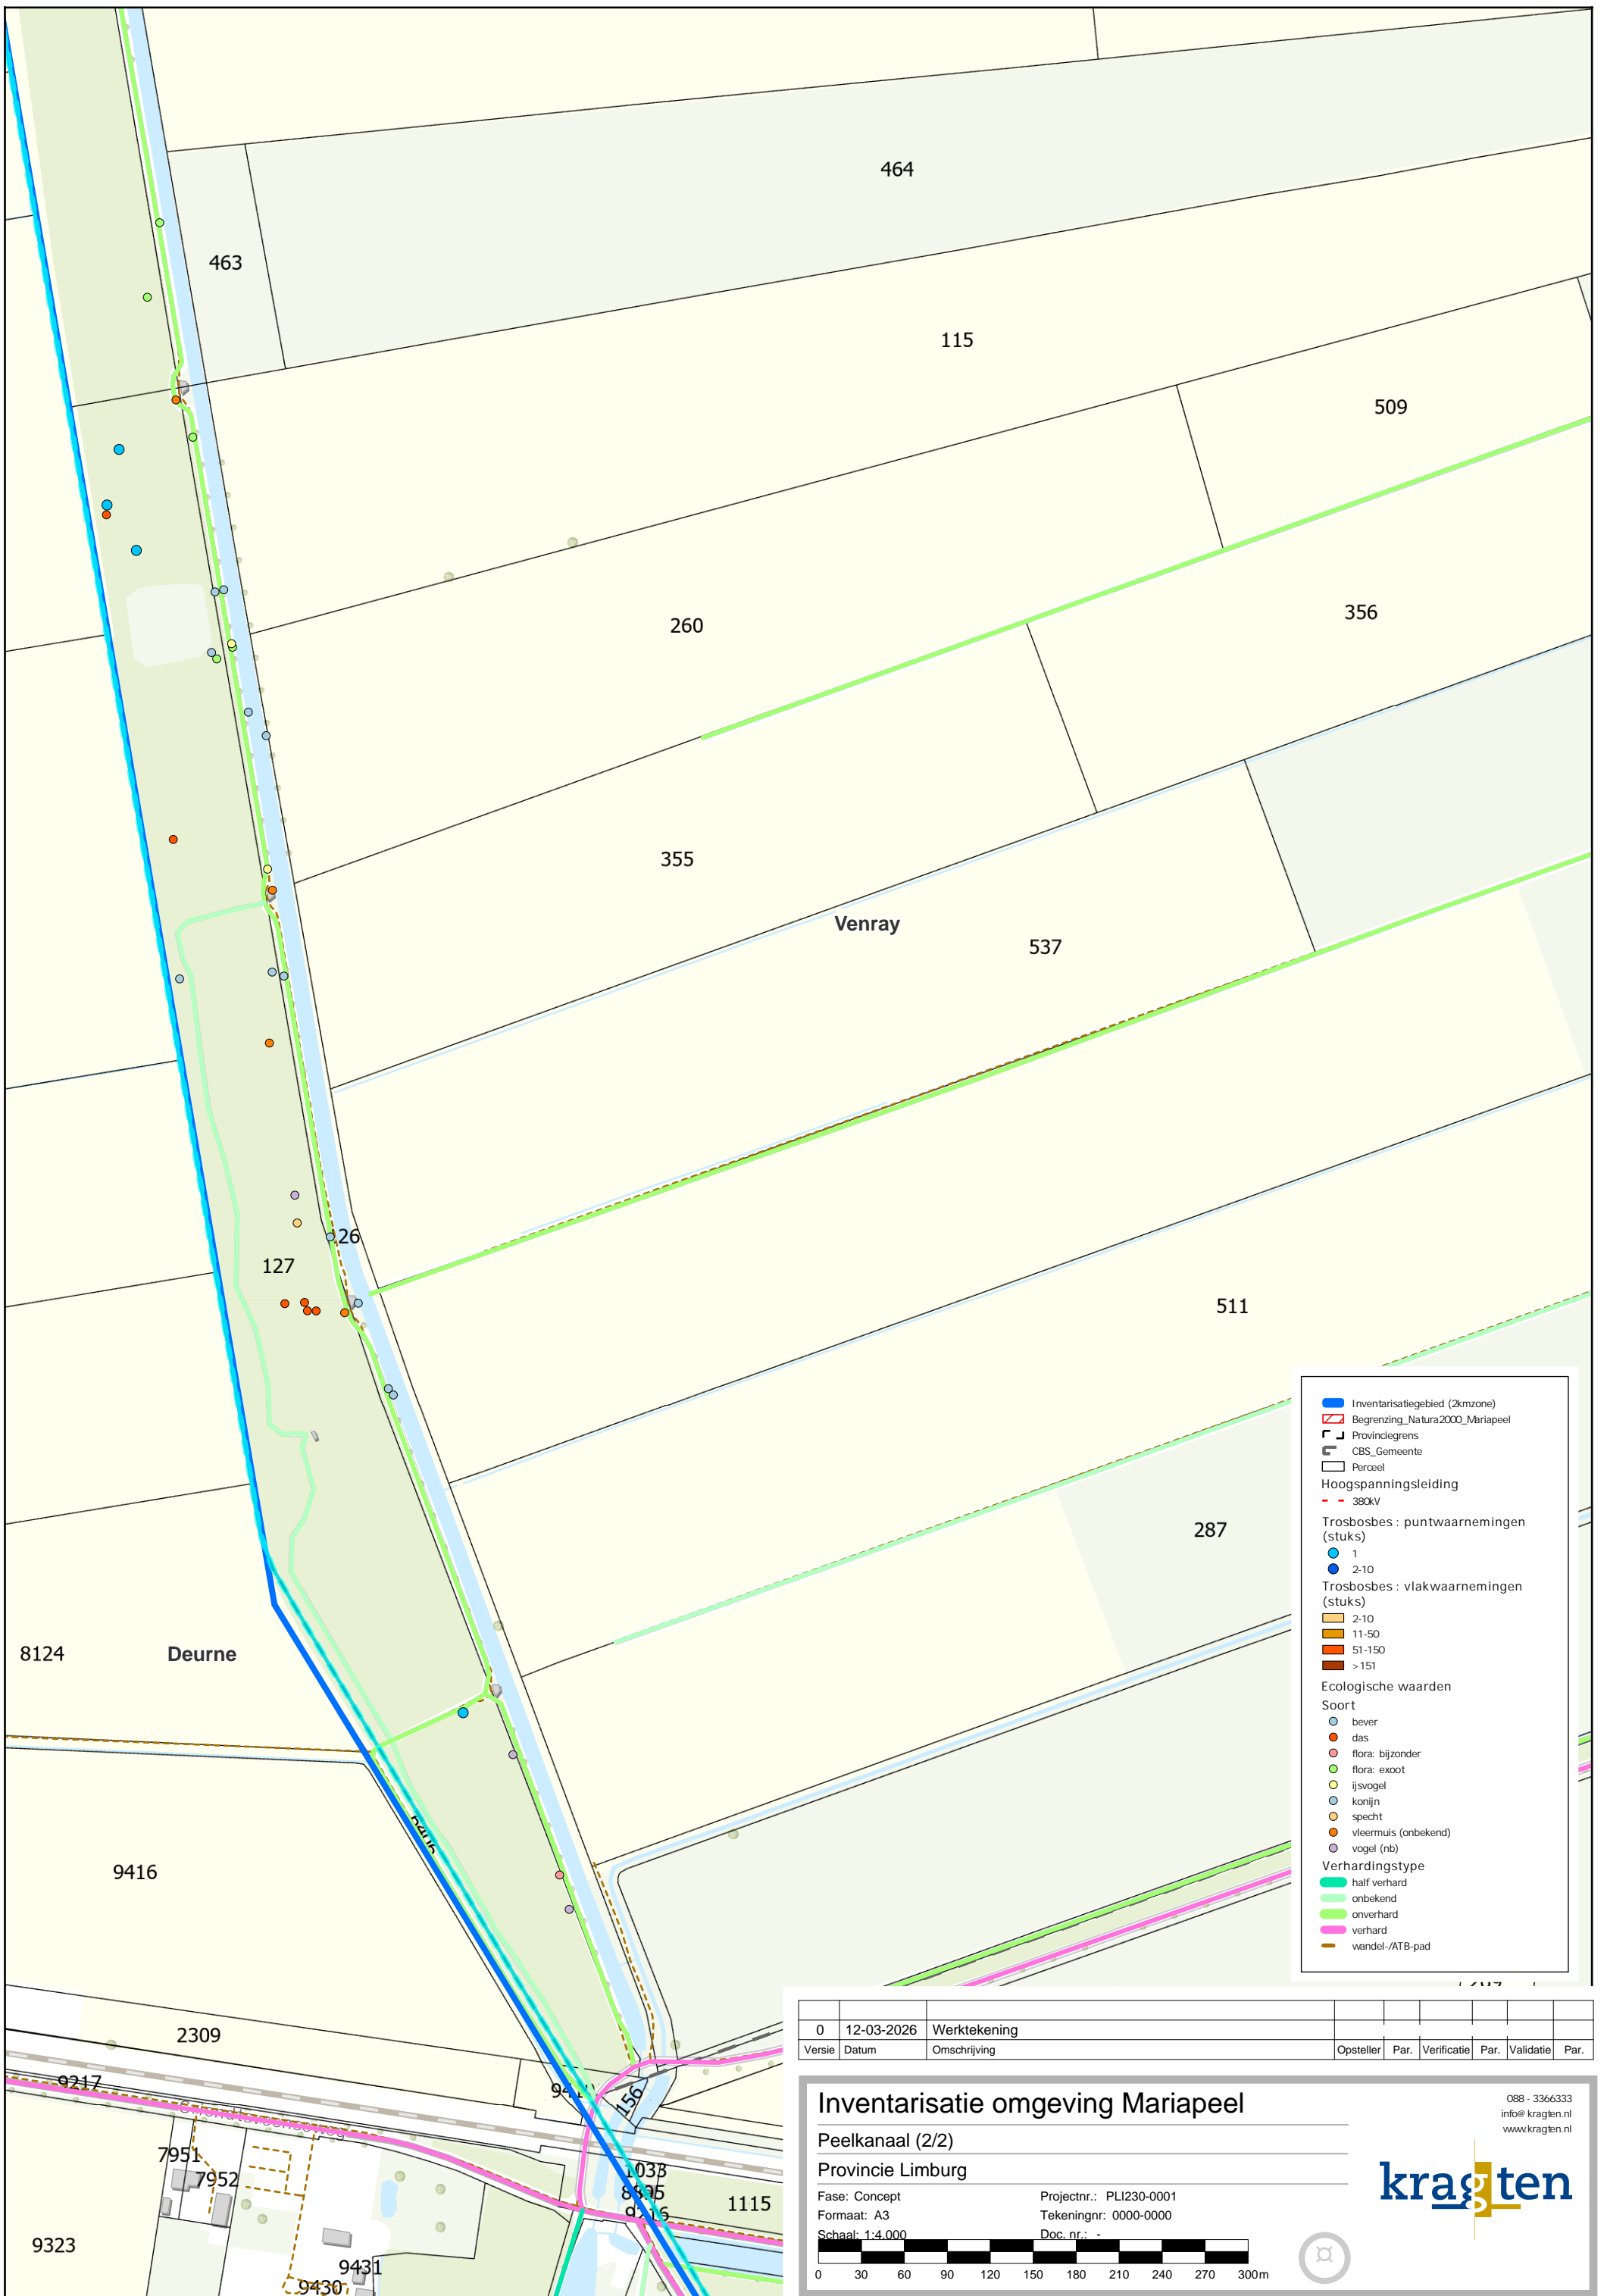 464
463
115
509
260
356
355
Venray
537
26
127
511
287
8124
Deurne
9416
2309
9217
156
7951
7952
1033
8895
9216
1115
9323
9431
9430
Inventarisatiegebied (2kmzone)
Begrenzing_Natura2000_Mariapeel
Provinciegrens
CBS_Gemeente
Perceel
Hoogspanningsleiding
380kV
Trosbosbes : puntwaarnemingen
(stuks)
1
2-10
Trosbosbes : vlakwaarnemingen
(stuks)
2-10
11-50
51-150
>151
Ecologische waarden
Soort
bever
das
flora: bijzonder
flora: exoot
ijsvogel
konijn
specht
vleermuis (onbekend)
vogel (nb)
Verhardingstype
half verhard
onbekend
onverhard
verhard
wandel-/ATB-pad
0 12-03-2026 Werktekening
Versie Datum Omschrijving Opsteller Par. Verificatie Par. Validatie Par.
Inventarisatie omgeving Mariapeel
Peelkanaal (2/2)
Provincie Limburg
Fase: Concept Projectnr.: PLI230-0001
Formaat: A3 Tekeningnr: 0000-0000
Schaal: 1:4.000 Doc. nr.: -
0 30 60 90 120 150 180 210 240 270 300m
088 - 3366333
info@kragten.nl
www.kragten.nl
kragten